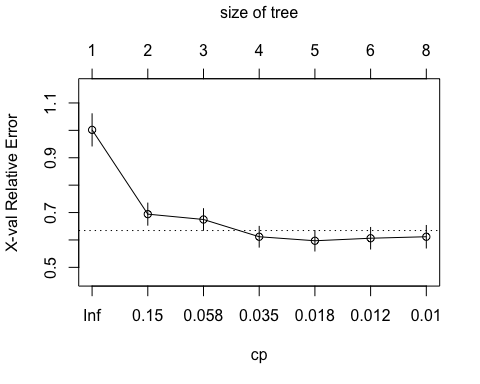 size of tree
1 2 3 4 5 6 8
X-val Relative Error
1.1
0.9
0.7
0.5
Inf 0.15 0.058 0.035 0.018 0.012 0.01
cp